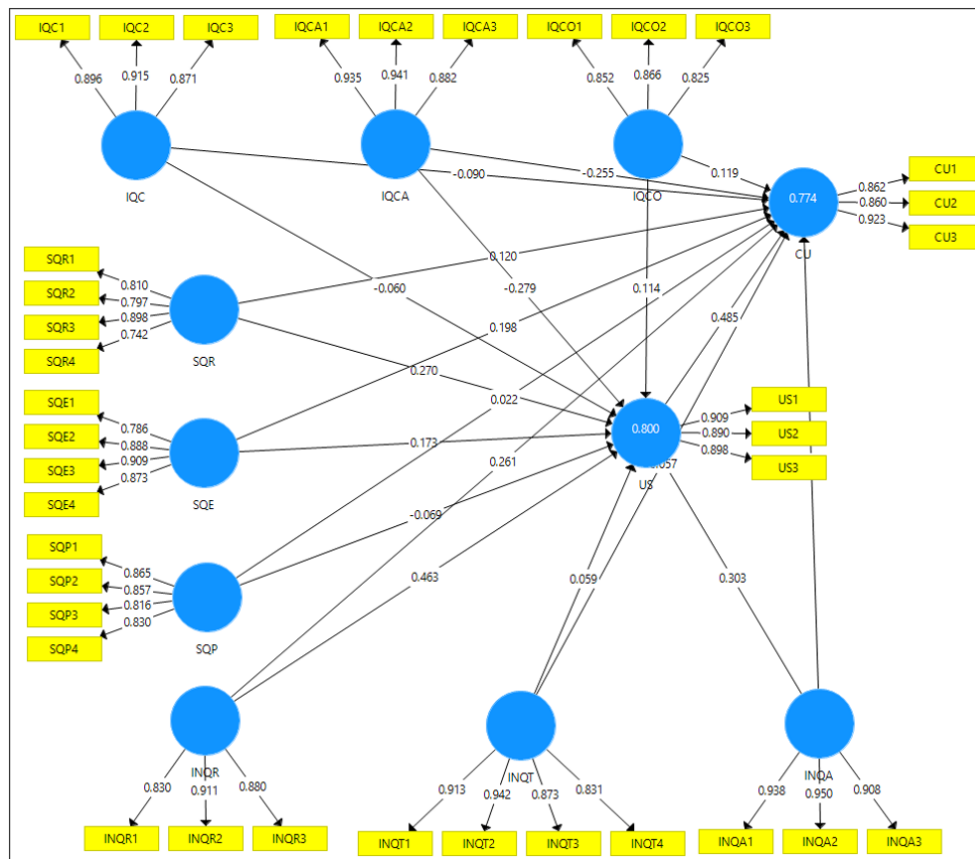 IQC1 IQC2 IQC3 IQCA1 IQCA2 IQCA3 IQCO1 IQCO2 IQCO3
0.896 0.915 0.871 0.935 0.941 0.882 0.852 0.866 0.825
IQC IQCA IQCO
-0.090 -0.255 0.119
0.774
CU
0.862 CU1
0.860 CU2
0.923 CU3
SQR1 0.810
SQR2 0.797
SQR3 0.898
SQR4 0.742
SQR
0.120
-0.060 -0.279 0.114
0.198 0.485
0.270
0.022
SQE1 0.786
SQE2 0.888
SQE3 0.909
SQE4 0.873
SQE
0.173
0.800
US
0.909 US1
0.890 US2
0.898 US3
0.261
-0.069
SQP1 0.865
SQP2 0.857
SQP3 0.816
SQP4 0.830
SQP
0.463 0.059 0.303
INQR INQT INQA
0.830 0.911 0.880 0.913 0.942 0.873 0.831 0.938 0.950 0.908
INQR1 INQR2 INQR3 INQT1 INQT2 INQT3 INQT4 INQA1 INQA2 INQA3